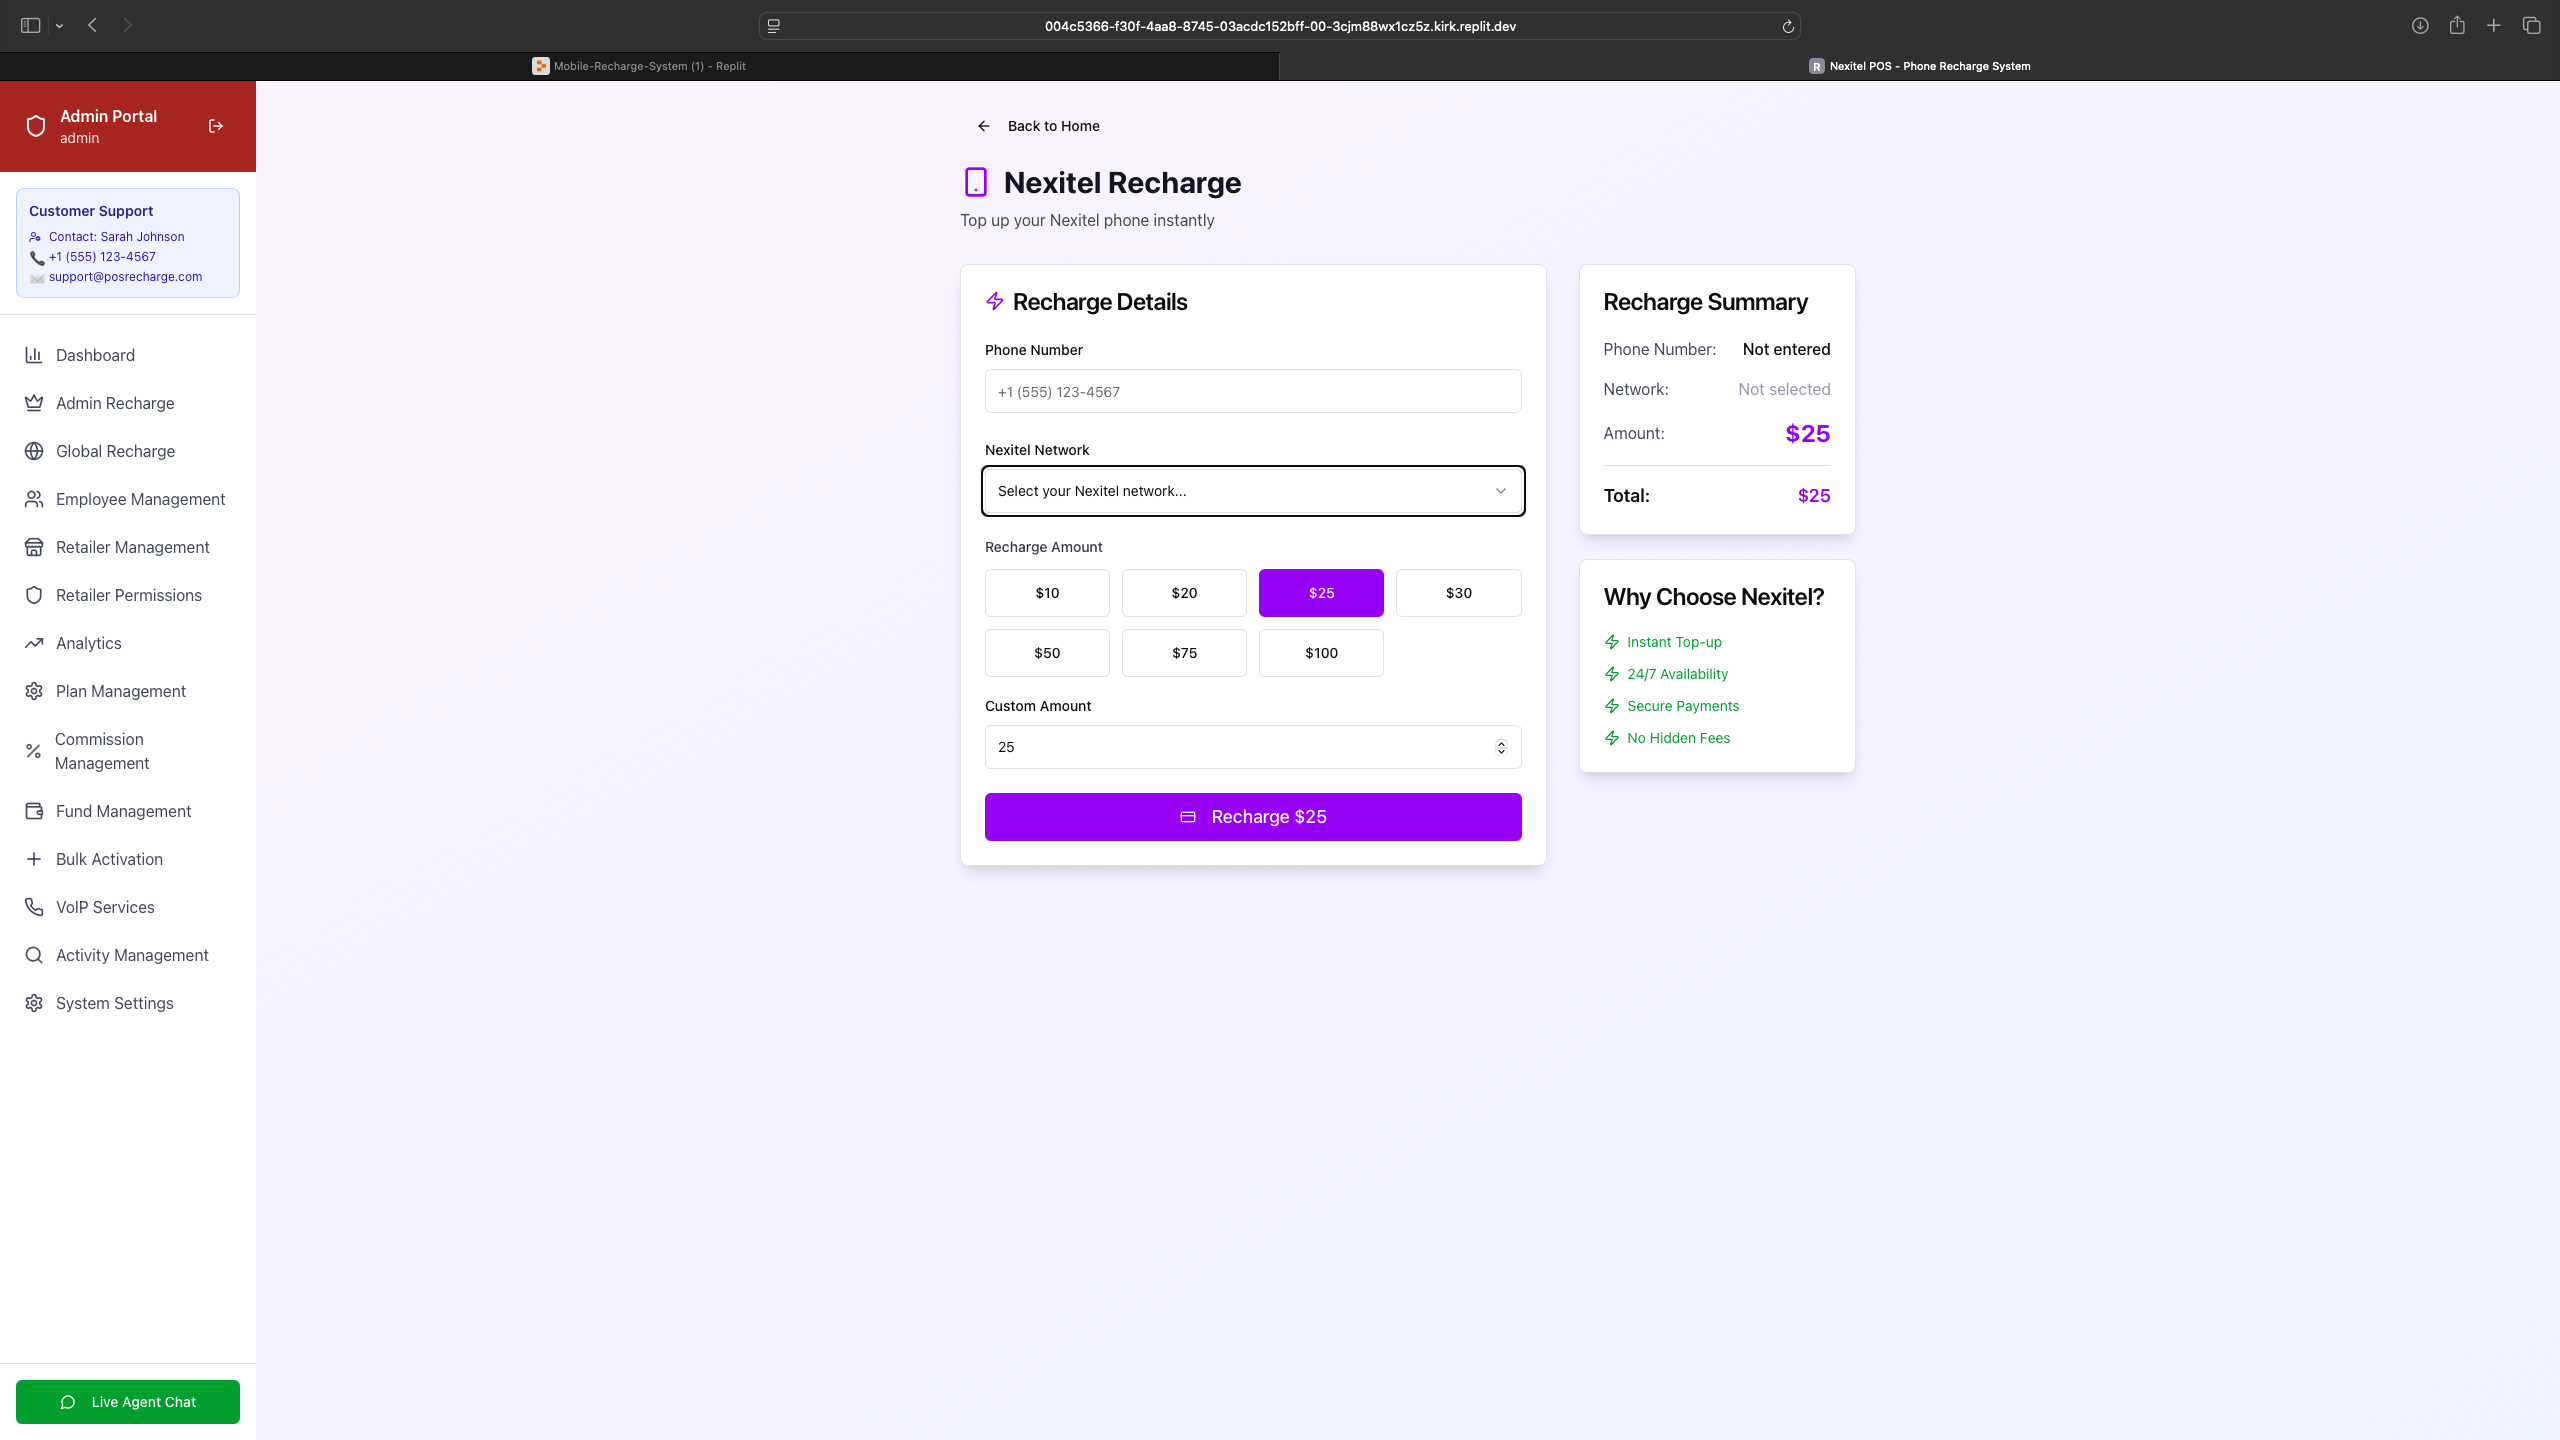 004c5366-f30f-4aa8-8745-03acdc152bff-00-3cjm88wx1cz5z.kirk.replit.dev
Mobile-Recharge-System (1) - Replit
R Nexitel POS - Phone Recharge System
Admin Portal
admin
Customer Support
Contact: Sarah Johnson
+1 (555) 123-4567
support@posrecharge.com
Dashboard
Admin Recharge
Global Recharge
Employee Management
Retailer Management
Retailer Permissions
Analytics
Plan Management
Commission
Management
Fund Management
Bulk Activation
VoIP Services
Activity Management
System Settings
Live Agent Chat
Back to Home
Nexitel Recharge
Top up your Nexitel phone instantly
Recharge Details
Phone Number
+1 (555) 123-4567
Nexitel Network
Select your Nexitel network...
Recharge Amount
$10 $20 $25 $30
$50 $75 $100
Custom Amount
25
Recharge $25
Recharge Summary
Phone Number: Not entered
Network: Not selected
Amount: $25
Total: $25
Why Choose Nexitel?
Instant Top-up
24/7 Availability
Secure Payments
No Hidden Fees